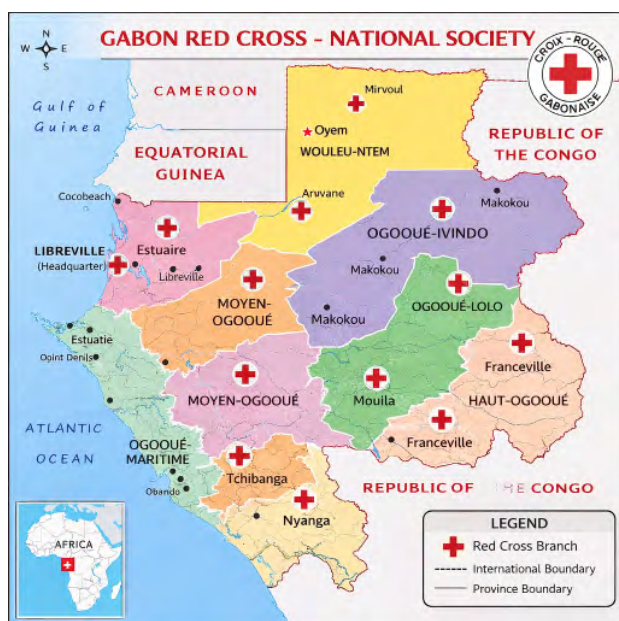 GABON RED CROSS - NATIONAL SOCIETY
CROIX-ROUGE
GABONAISE
N
W E
S
Gulf of
Guinea
CAMEROON
Mirvoul
Oyem
WOULEU-NTEM
REPUBLIC OF
THE CONGO
EQUATORIAL
GUINEA
Cocobeach
Aruvane
Makokou
LIBREVILLE
(Headquarter)
Estuaire
Libreville
OGOOUÉ-IVINDO
Makokou
MOYEN-
OGOOUÉ
Makokou
OGOOUÉ-LOLO
Estuatie
Opint Denils
Franceville
MOYEN-OGOOUÉ
Mouila
HAUT-OGOOUÉ
ATLANTIC
OCEAN
OGOOUÉ-
MARITIME
Franceville
Tchibanga
Obando
REPUBLIC OF THE CONGO
Nyanga
AFRICA
LEGEND
Red Cross Branch
International Boundary
Province Boundary